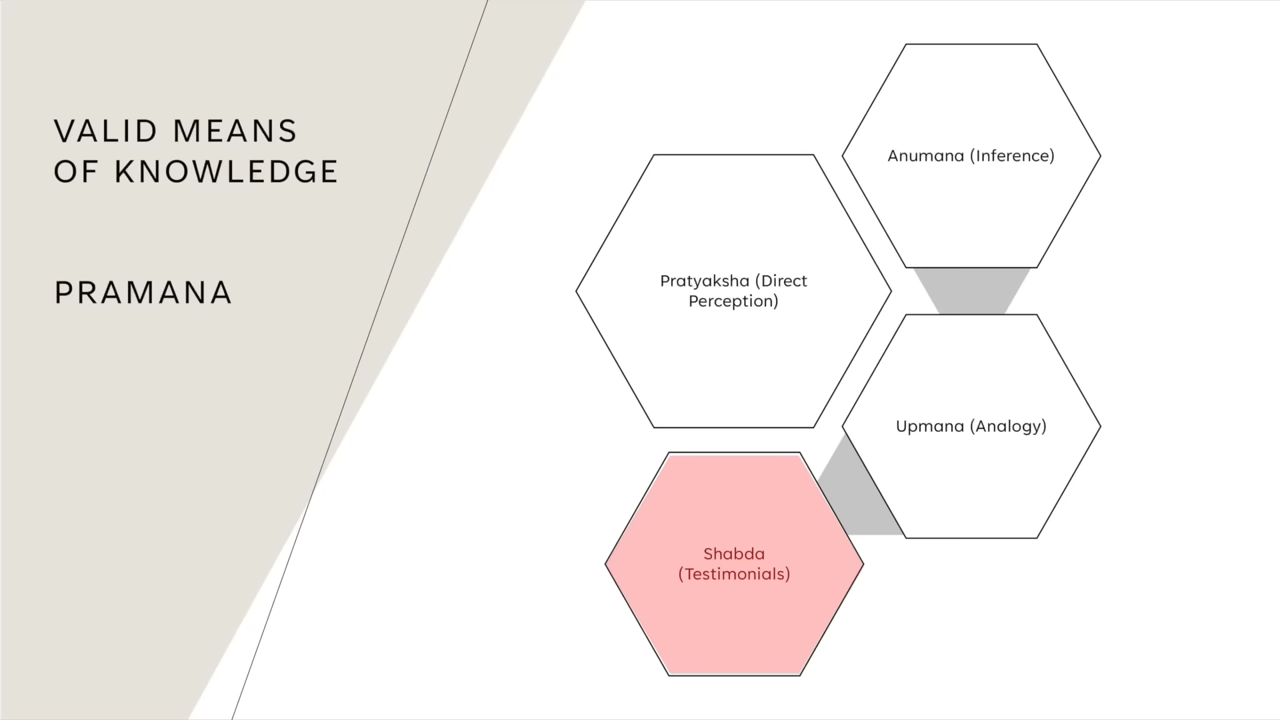 VALID MEANS
OF KNOWLEDGE
PRAMANA
Anumana (Inference)
Pratyaksha (Direct
Perception)
Upmana (Analogy)
Shabda
(Testimonials)